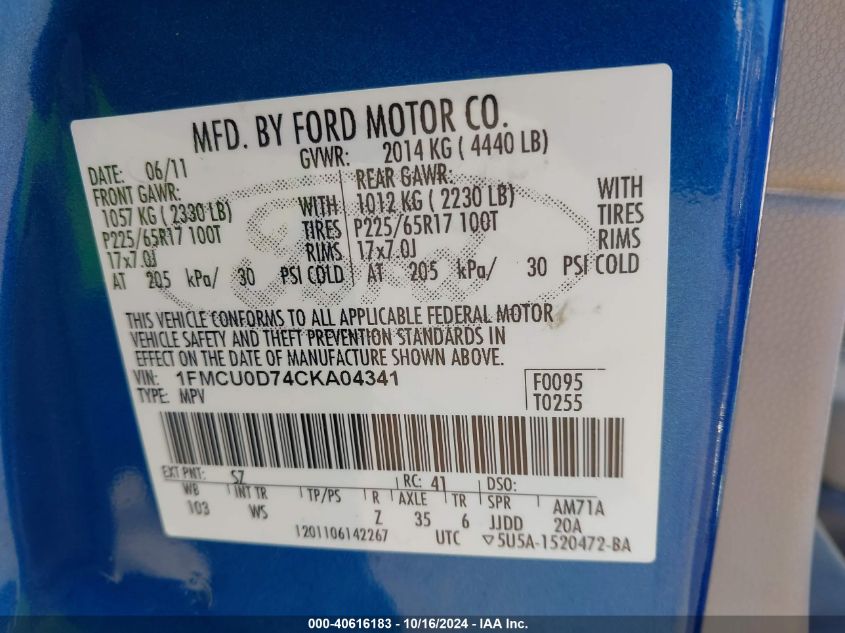 MFD. BY FORD MOTOR CO.
DATE: 06/11 GVWR: 2014 KG ( 4440 LB)
FRONT GAWR: REAR GAWR:
1057 KG ( 2330 LB) WITH 1012 KG ( 2230 LB) WITH
P225/65R17 100T TIRES P225/65R17 100T TIRES
17x7.0J RIMS 17x7.0J RIMS
AT 205 kPa/ 30 PSI COLD AT 205 kPa/ 30 PSI COLD
THIS VEHICLE CONFORMS TO ALL APPLICABLE FEDERAL MOTOR
VEHICLE SAFETY AND THEFT PREVENTION STANDARDS IN
EFFECT ON THE DATE OF MANUFACTURE SHOWN ABOVE.
VIN: 1FMCU0D74CKA04341 F0095
TYPE: MPV T0255
EXT PNT: SZ RC: 41 DSO:
WB INT TR TP/PS R AXLE TR SPR AM71A
103 WS Z 35 6 JJDD 20A
1201106142267 UTC ▽5U5A-1520472-BA
000-40616183 - 10/16/2024 - IAA Inc.